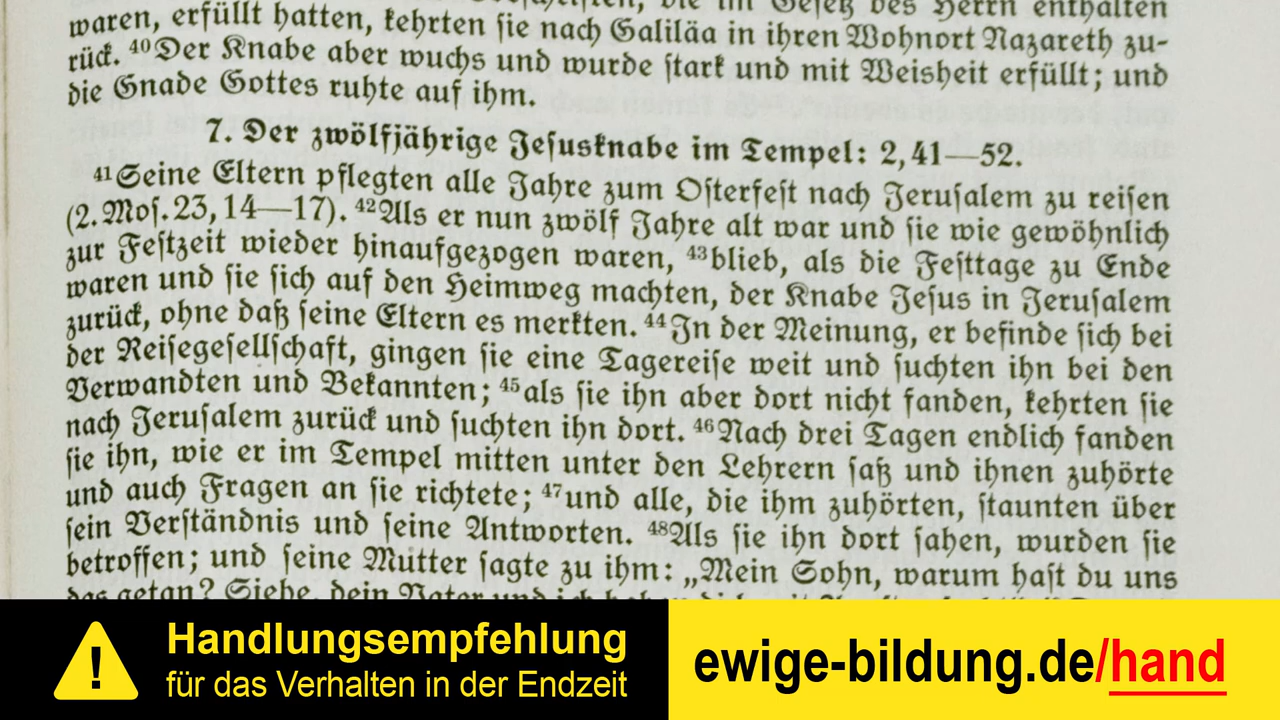 waren, erfüllt hatten, kehrten sie nach Galiläa in ihren Wohnort Nazareth zu-
rück. ⁴⁰Der Knabe aber wuchs und wurde stark und mit Weisheit erfüllt; und
die Gnade Gottes ruhte auf ihm.
7. Der zwölfjährige Jesusknabe im Tempel: 2, 41—52.
⁴¹Seine Eltern pflegten alle Jahre zum Osterfest nach Jerusalem zu reisen
(2. Mos. 23, 14—17). ⁴²Als er nun zwölf Jahre alt war und sie wie gewöhnlich
zur Festzeit wieder hinaufgezogen waren, ⁴³blieb, als die Festtage zu Ende
waren und sie sich auf den Heimweg machten, der Knabe Jesus in Jerusalem
zurück, ohne daß seine Eltern es merkten. ⁴⁴In der Meinung, er befinde sich bei
der Reisegesellschaft, gingen sie eine Tagereise weit und suchten ihn bei den
Verwandten und Bekannten; ⁴⁵als sie ihn aber dort nicht fanden, kehrten sie
nach Jerusalem zurück und suchten ihn dort. ⁴⁶Nach drei Tagen endlich fanden
sie ihn, wie er im Tempel mitten unter den Lehrern saß und ihnen zuhörte
und auch Fragen an sie richtete; ⁴⁷und alle, die ihm zuhörten, staunten über
sein Verständnis und seine Antworten. ⁴⁸Als sie ihn dort sahen, wurden sie
betroffen; und seine Mutter sagte zu ihm: „Mein Sohn, warum hast du uns
das getan? Siehe, dein Vater und ich haben dich mit
Handlungsempfehlung
für das Verhalten in der Endzeit
ewige-bildung.de/hand